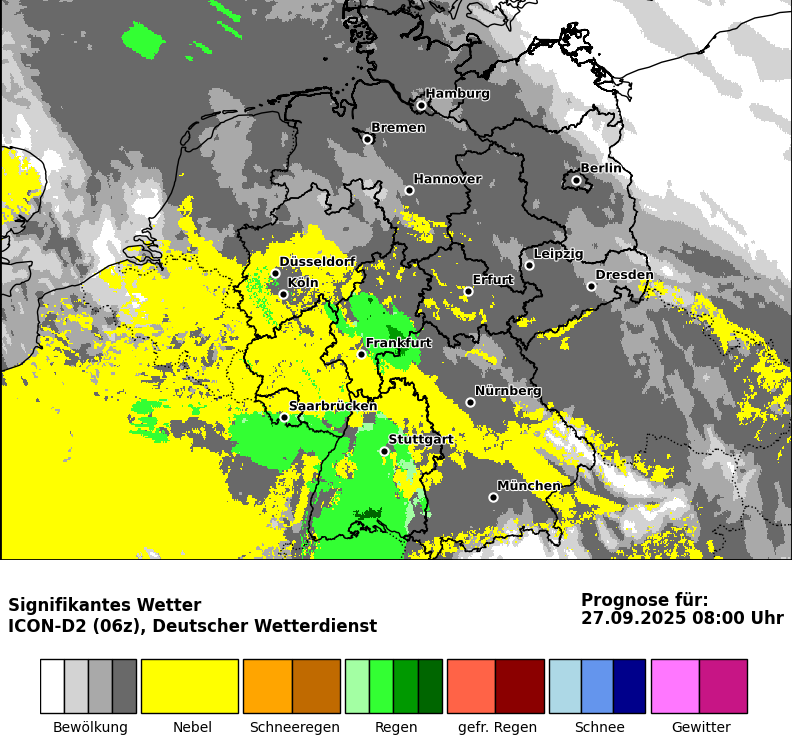 Hamburg
Bremen
Berlin
Hannover
Leipzig
Düsseldorf
Dresden
Köln
Erfurt
Frankfurt
Nürnberg
Saarbrücken
Stuttgart
München
Signifikantes Wetter
ICON-D2 (06z), Deutscher Wetterdienst
Prognose für:
27.09.2025 08:00 Uhr
Bewölkung
Nebel
Schneeregen
Regen
gefr. Regen
Schnee
Gewitter